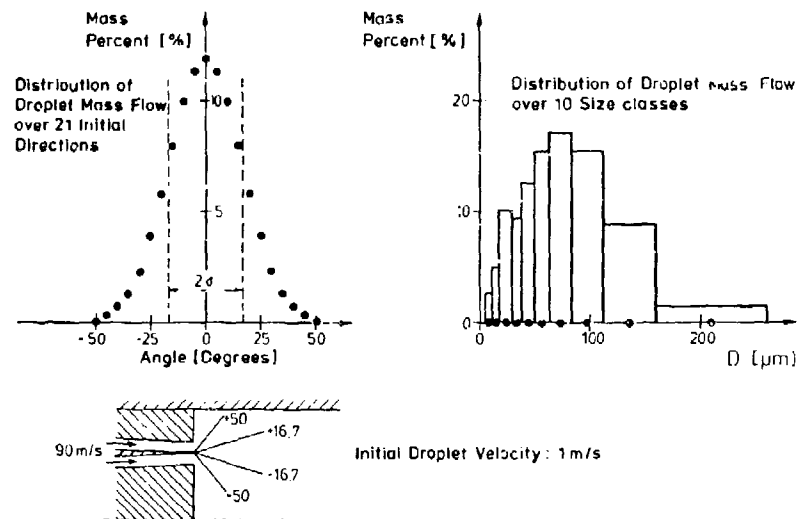 Mass
Percent [%]
Distribution of
Droplet Mass Flow
over 21 Initial
Directions
10
5
2σ
-50
-25
0
25
50
Angle [Degrees]
Mass
Percent [%]
Distribution of Droplet Mass Flow
over 10 Size classes
20
10
0
0
100
200
D [µm]
90 m/s
+50
+16,7
-16,7
-50
Initial Droplet Velocity: 1m/s